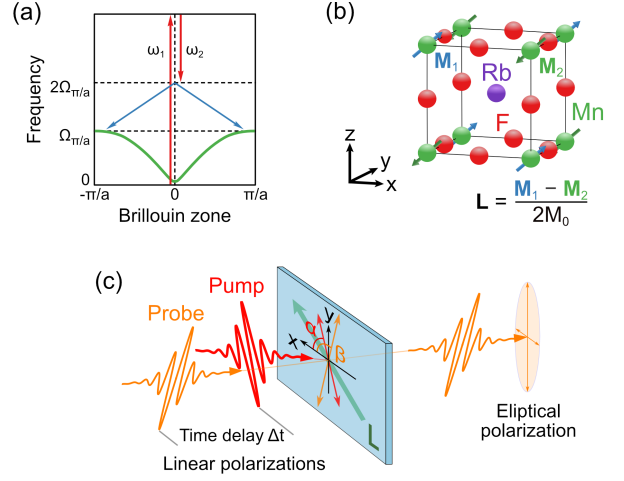 (a)
ω₁
ω₂
Frequency
2Ωπ/a
Ωπ/a
0
-π/a
0
π/a
Brillouin zone
(b)
M₁
M₂
Rb
F
Mn
z
y
x
L = M₁ − M₂
2M₀
(c)
Pump
Probe
α
y
x
β
L
Time delay Δt
Linear polarizations
Eliptical
polarization